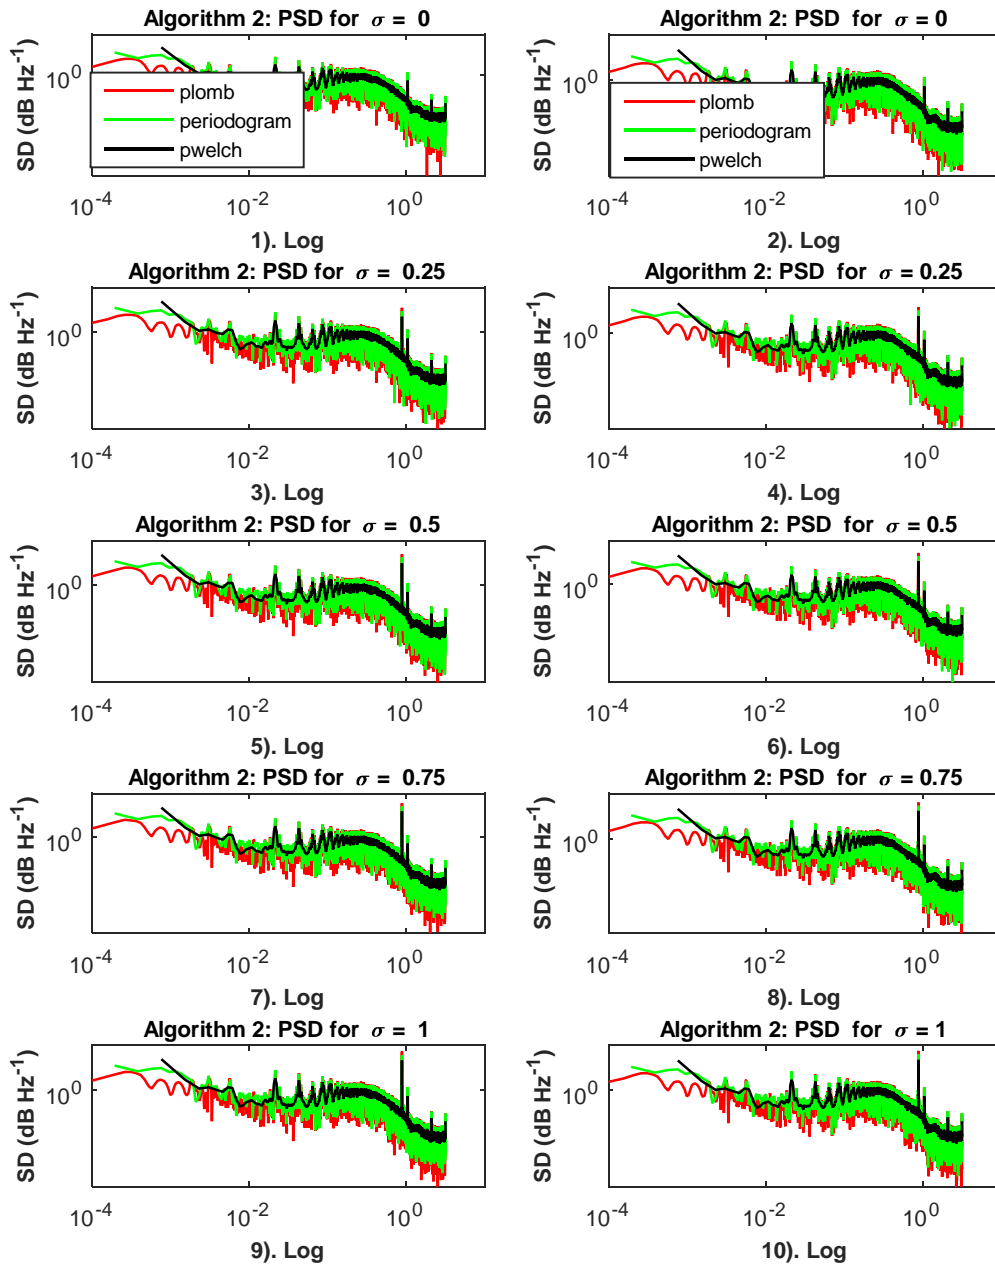 Algorithm 2: PSD for σ = 0
SD (dB Hz-1)
10^0
plomb
periodogram
pwelch
10^-4 10^-2 10^0
1). Log
Algorithm 2: PSD for σ = 0
SD (dB Hz-1)
10^0
plomb
periodogram
pwelch
10^-4 10^-2 10^0
2). Log
Algorithm 2: PSD for σ = 0.25
SD (dB Hz-1)
10^0
10^-4 10^-2 10^0
3). Log
Algorithm 2: PSD for σ = 0.25
SD (dB Hz-1)
10^0
10^-4 10^-2 10^0
4). Log
Algorithm 2: PSD for σ = 0.5
SD (dB Hz-1)
10^0
10^-4 10^-2 10^0
5). Log
Algorithm 2: PSD for σ = 0.5
SD (dB Hz-1)
10^0
10^-4 10^-2 10^0
6). Log
Algorithm 2: PSD for σ = 0.75
SD (dB Hz-1)
10^0
10^-4 10^-2 10^0
7). Log
Algorithm 2: PSD for σ = 0.75
SD (dB Hz-1)
10^0
10^-4 10^-2 10^0
8). Log
Algorithm 2: PSD for σ = 1
SD (dB Hz-1)
10^0
10^-4 10^-2 10^0
9). Log
Algorithm 2: PSD for σ = 1
SD (dB Hz-1)
10^0
10^-4 10^-2 10^0
10). Log